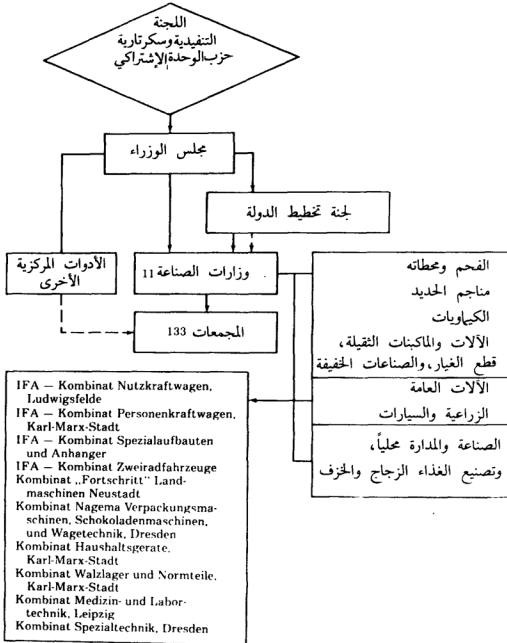 اللجنة
التنفيدية وسكرتارية
حزب الوحدة الإشتراكي
مجلس الوزراء
لجنة تخطيط الدولة
الأدوات المركزية
الأخرى
وزارات الصناعة 11
المجمعات 133
الفحم ومحطاته
مناجم الحديد
الكيماويات
الآلات والماكينات الثقيلة،
قطع الغيار، والصناعات الخفيفة
الآلات العامة
الزراعية والسيارات
الصناعة والمدارة محلياً،
وتصنيع الغذاء الزجاج والخزف
IFA — Kombinat Nutzkraftwagen,
Ludwigsfelde
IFA — Kombinat Personenkraftwagen,
Karl-Marx-Stadt
IFA — Kombinat Spezialaufbauten
und Anhanger
IFA — Kombinat Zweiradfahrzeuge
Kombinat „Fortschritt" Land-
maschinen Neustadt
Kombinat Nagema Verpackungsma-
schinen, Schokoladenmaschinen,
und Wagetechnik, Dresden
Kombinat Haushaltsgerate,
Karl-Marx-Stadt
Kombinat Walzlager und Normteile,
Karl-Marx-Stadt
Kombinat Medizin- und Labor-
technik, Leipzig
Kombinat Spezialtechnik, Dresden